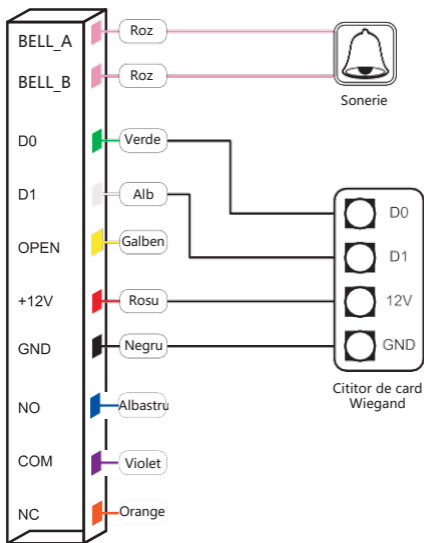 BELL_A
Roz
BELL_B
Roz
Sonerie
D0
Verde
D1
Alb
OPEN
Galben
+12V
Rosu
GND
Negru
NO
Albastru
COM
Violet
NC
Orange
D0
D1
12V
GND
Cititor de card
Wiegand